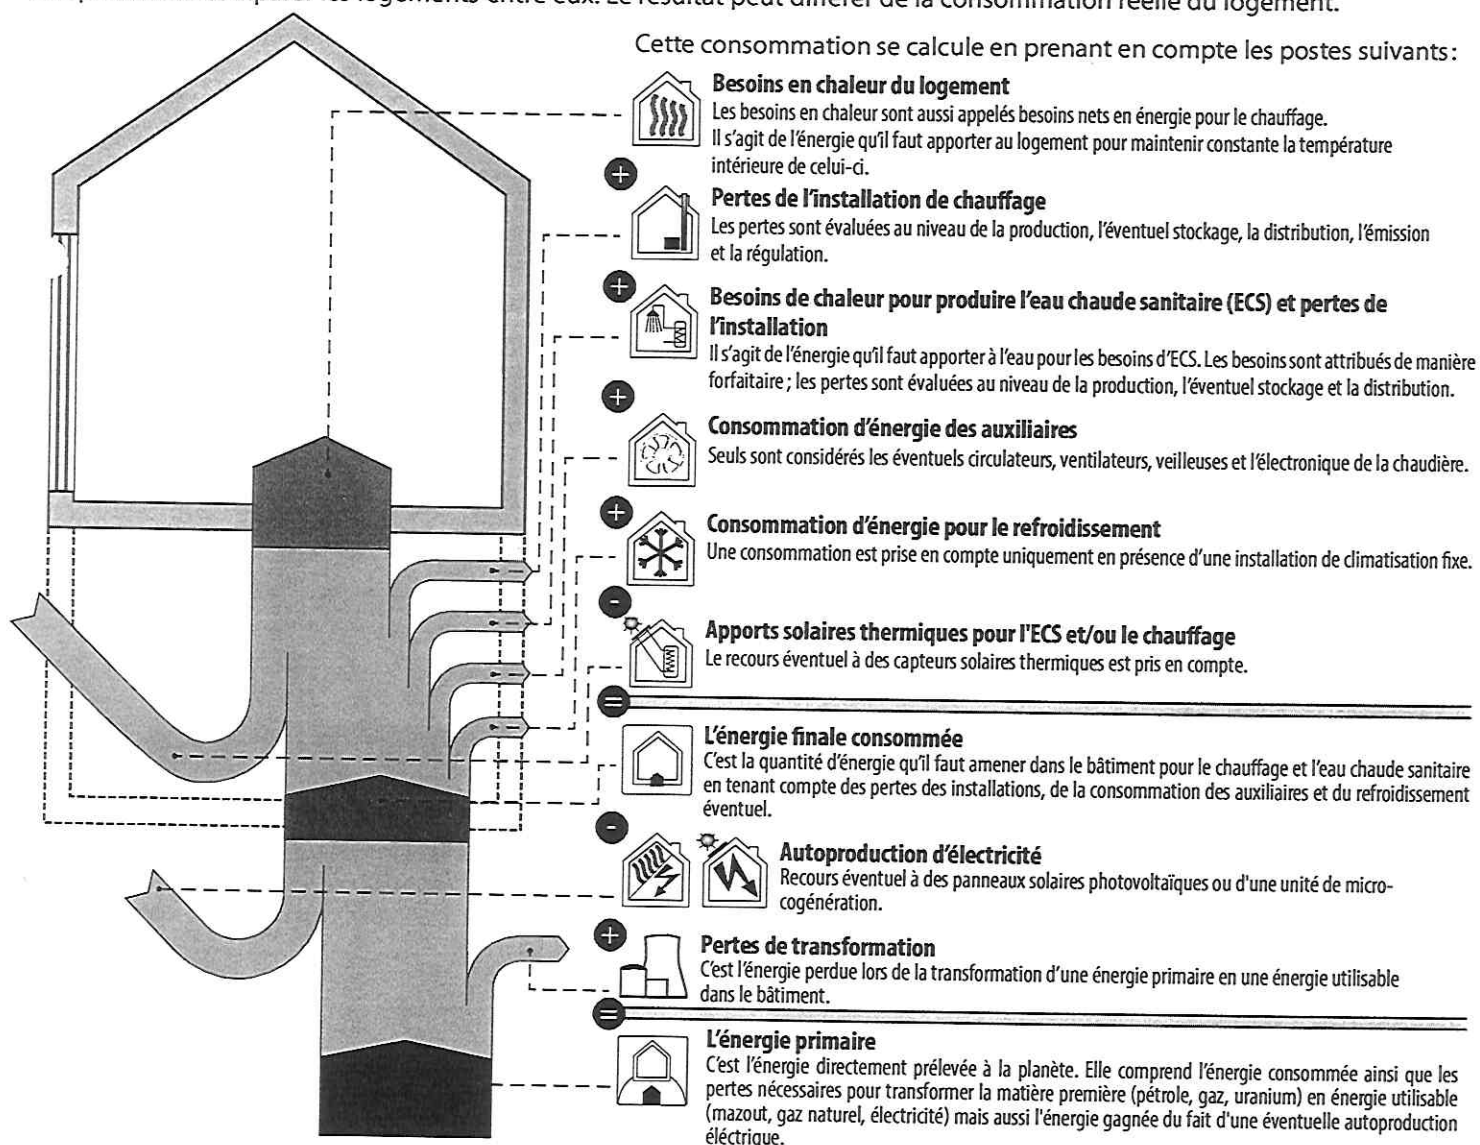 les logements entre eux. Le résultat peut différer de la consommation réelle du logement.
Cette consommation se calcule en prenant en compte les postes suivants:
Besoins en chaleur du logement
Les besoins en chaleur sont aussi appelés besoins nets en énergie pour le chauffage.
Il s'agit de l'énergie qu'il faut apporter au logement pour maintenir constante la température
intérieure de celui-ci.
+
Pertes de l'installation de chauffage
Les pertes sont évaluées au niveau de la production, l'éventuel stockage, la distribution, l'émission
et la régulation.
+
Besoins de chaleur pour produire l'eau chaude sanitaire (ECS) et pertes de
l'installation
Il s'agit de l'énergie qu'il faut apporter à l'eau pour les besoins d'ECS. Les besoins sont attribués de manière
forfaitaire ; les pertes sont évaluées au niveau de la production, l'éventuel stockage et la distribution.
+
Consommation d'énergie des auxiliaires
Seuls sont considérés les éventuels circulateurs, ventilateurs, veilleuses et l'électronique de la chaudière.
+
Consommation d'énergie pour le refroidissement
Une consommation est prise en compte uniquement en présence d'une installation de climatisation fixe.
-
Apports solaires thermiques pour l'ECS et/ou le chauffage
Le recours éventuel à des capteurs solaires thermiques est pris en compte.
=
L'énergie finale consommée
C'est la quantité d'énergie qu'il faut amener dans le bâtiment pour le chauffage et l'eau chaude sanitaire
en tenant compte des pertes des installations, de la consommation des auxiliaires et du refroidissement
éventuel.
-
Autoproduction d'électricité
Recours éventuel à des panneaux solaires photovoltaïques ou d'une unité de micro-
cogénération.
+
Pertes de transformation
C'est l'énergie perdue lors de la transformation d'une énergie primaire en une énergie utilisable
dans le bâtiment.
=
L'énergie primaire
C'est l'énergie directement prélevée à la planète. Elle comprend l'énergie consommée ainsi que les
pertes nécessaires pour transformer la matière première (pétrole, gaz, uranium) en énergie utilisable
(mazout, gaz naturel, électricité) mais aussi l'énergie gagnée du fait d'une éventuelle autoproduction
éléctrique.